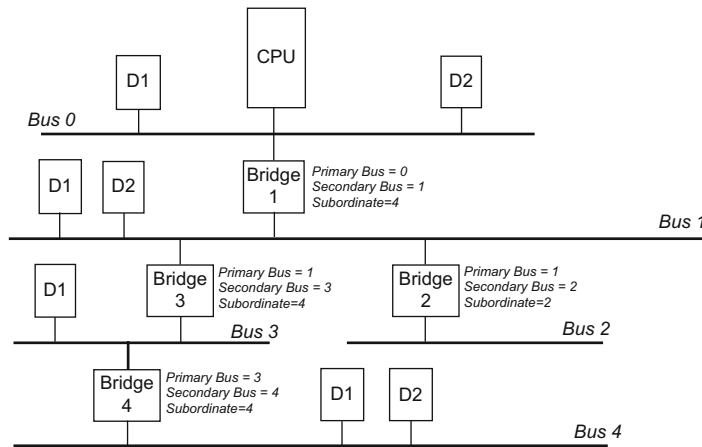 CPU
D1
D2
Bus 0
D1
D2
Bridge
1
Primary Bus = 0
Secondary Bus = 1
Subordinate=4
Bus 1
D1
Bridge
3
Primary Bus = 1
Secondary Bus = 3
Subordinate=4
Bridge
2
Primary Bus = 1
Secondary Bus = 2
Subordinate=2
Bus 3
Bus 2
Bridge
4
Primary Bus = 3
Secondary Bus = 4
Subordinate=4
D1
D2
Bus 4